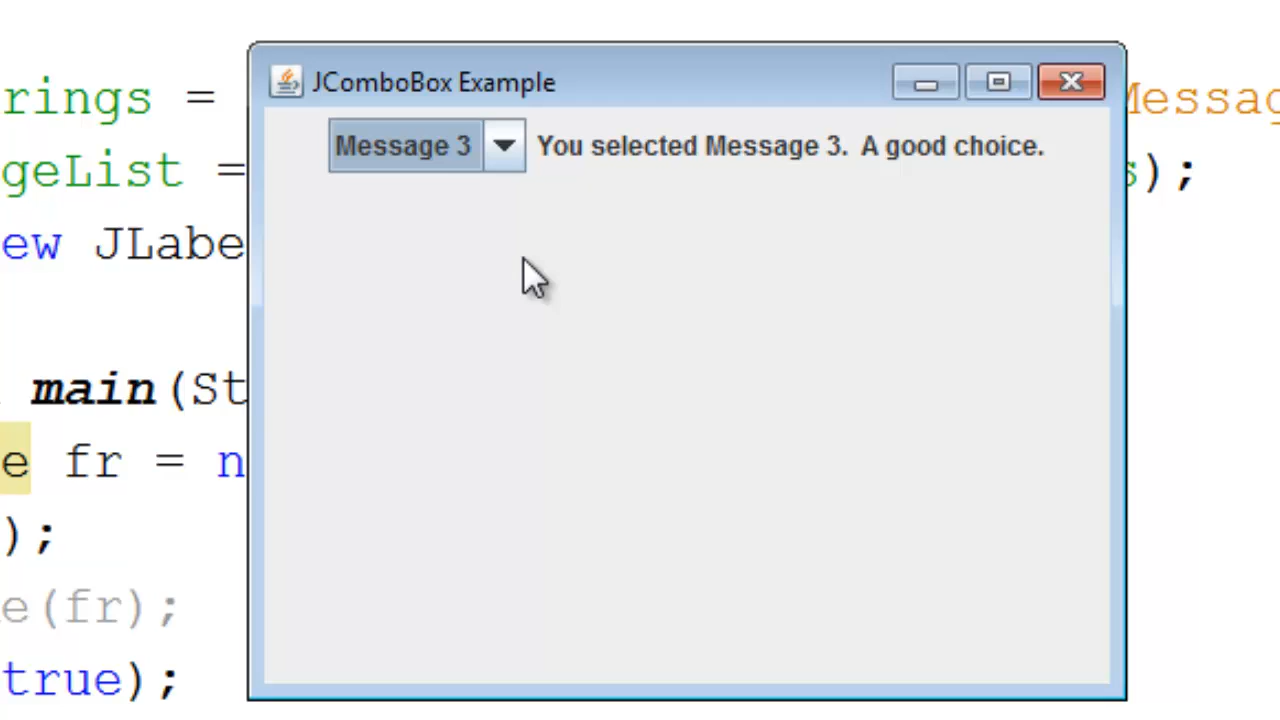 JComboBox Example
rings =
Messag
Message 3 You selected Message 3. A good choice.
geList =
);
ew JLabe
main(St
e fr = n
);
e(fr);
true);